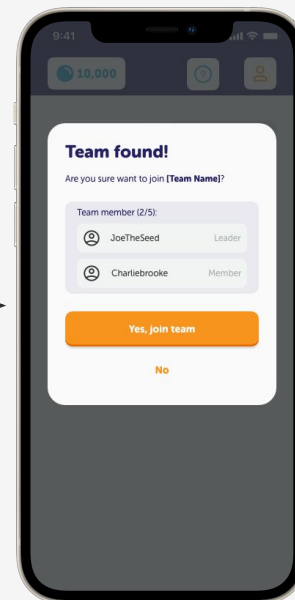 9:41
10,000
?
Team found!
Are you sure want to join [Team Name]?
Team member (2/5):
JoeTheSeed Leader
Charliebrooke Member
Yes, join team
No